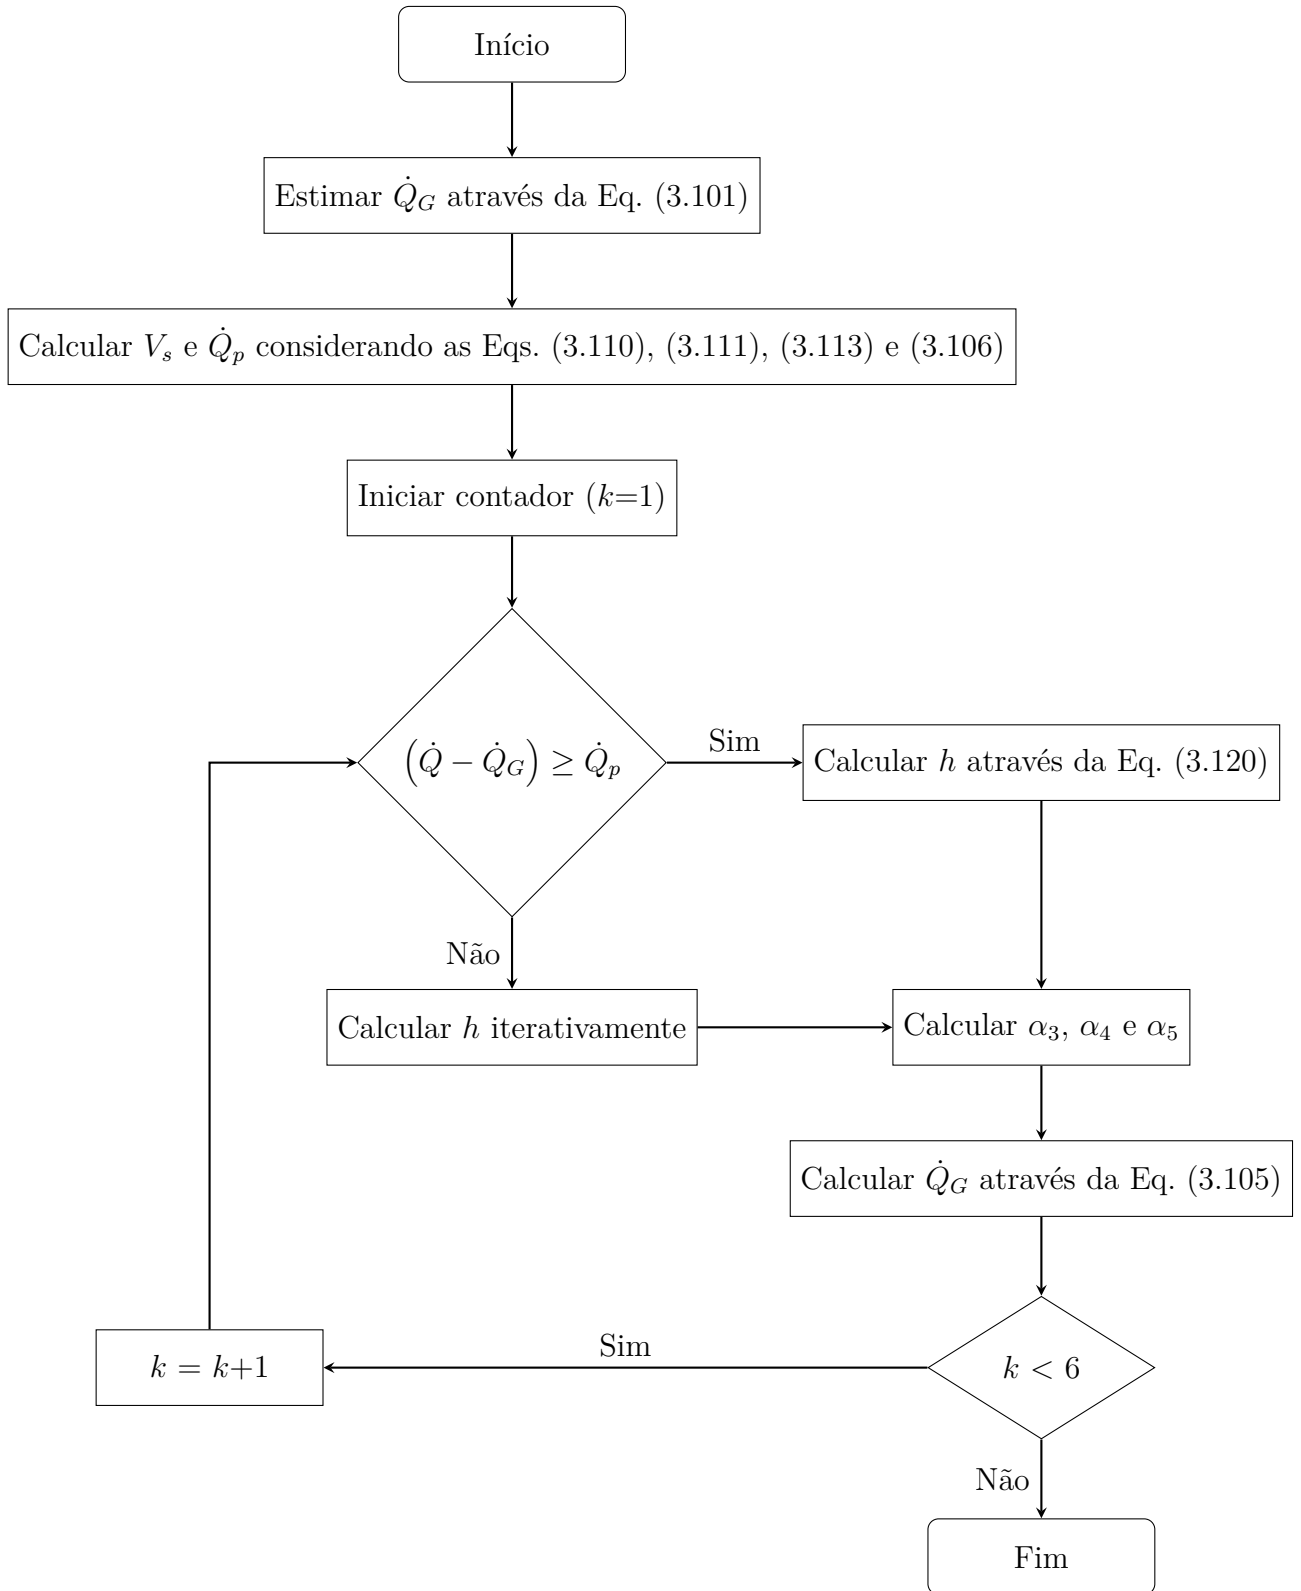 Início
Estimar Q̇_G através da Eq. (3.101)
Calcular V_s e Q̇_p considerando as Eqs. (3.110), (3.111), (3.113) e (3.106)
Iniciar contador (k=1)
(Q̇ − Q̇_G) ≥ Q̇_p
Sim
Calcular h através da Eq. (3.120)
Não
Calcular h iterativamente
Calcular α₃, α₄ e α₅
Calcular Q̇_G através da Eq. (3.105)
k < 6
Sim
k = k+1
Não
Fim